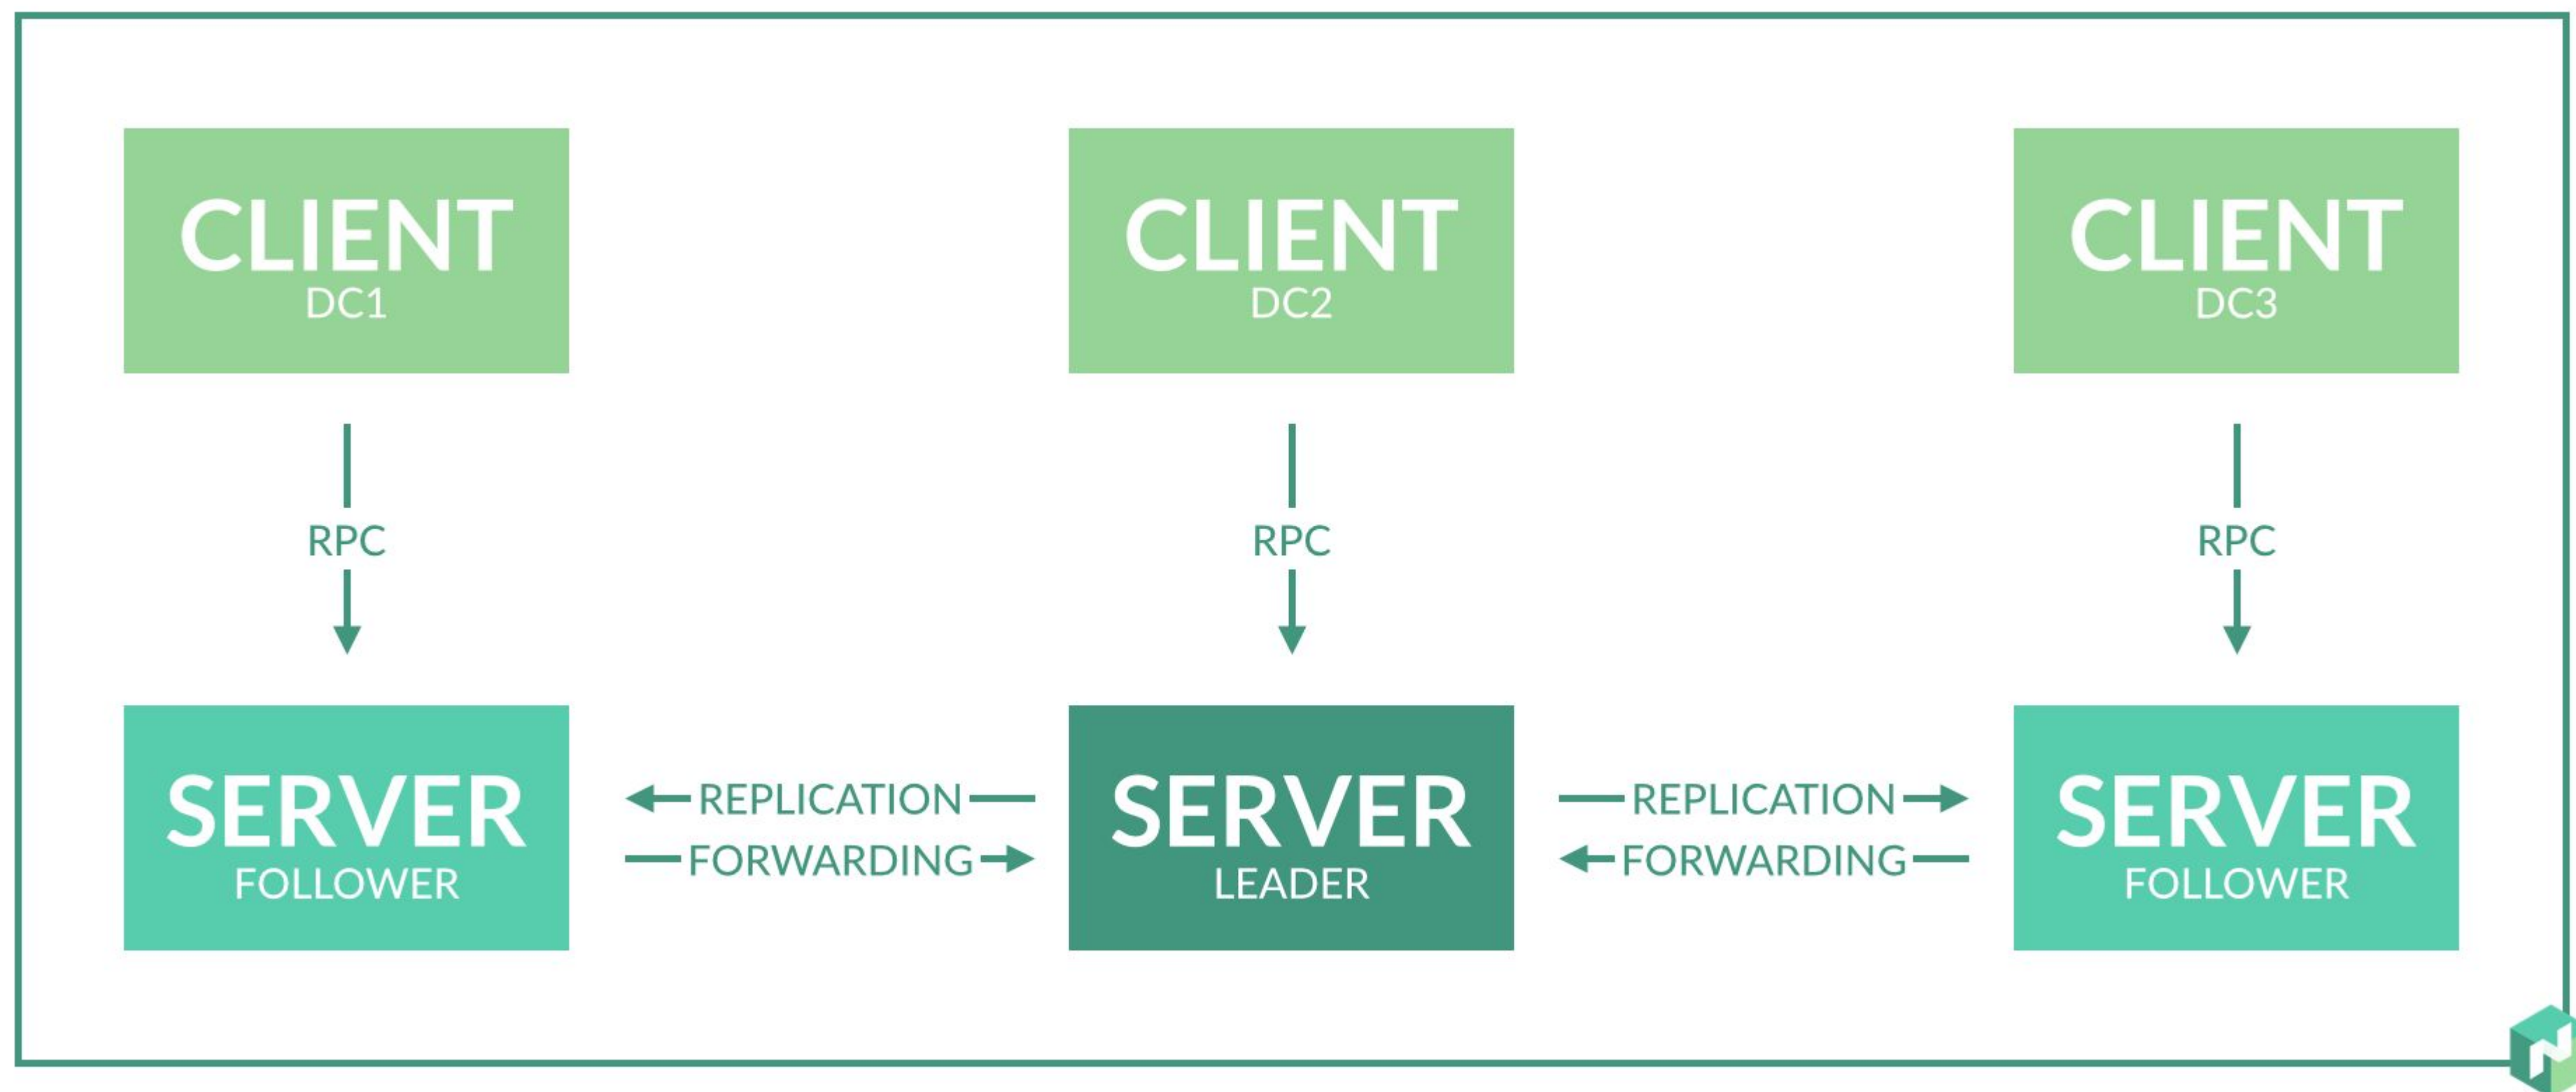 CLIENT
DC1
CLIENT
DC2
CLIENT
DC3
RPC
RPC
RPC
SERVER
FOLLOWER
REPLICATION
FORWARDING
SERVER
LEADER
REPLICATION
FORWARDING
SERVER
FOLLOWER